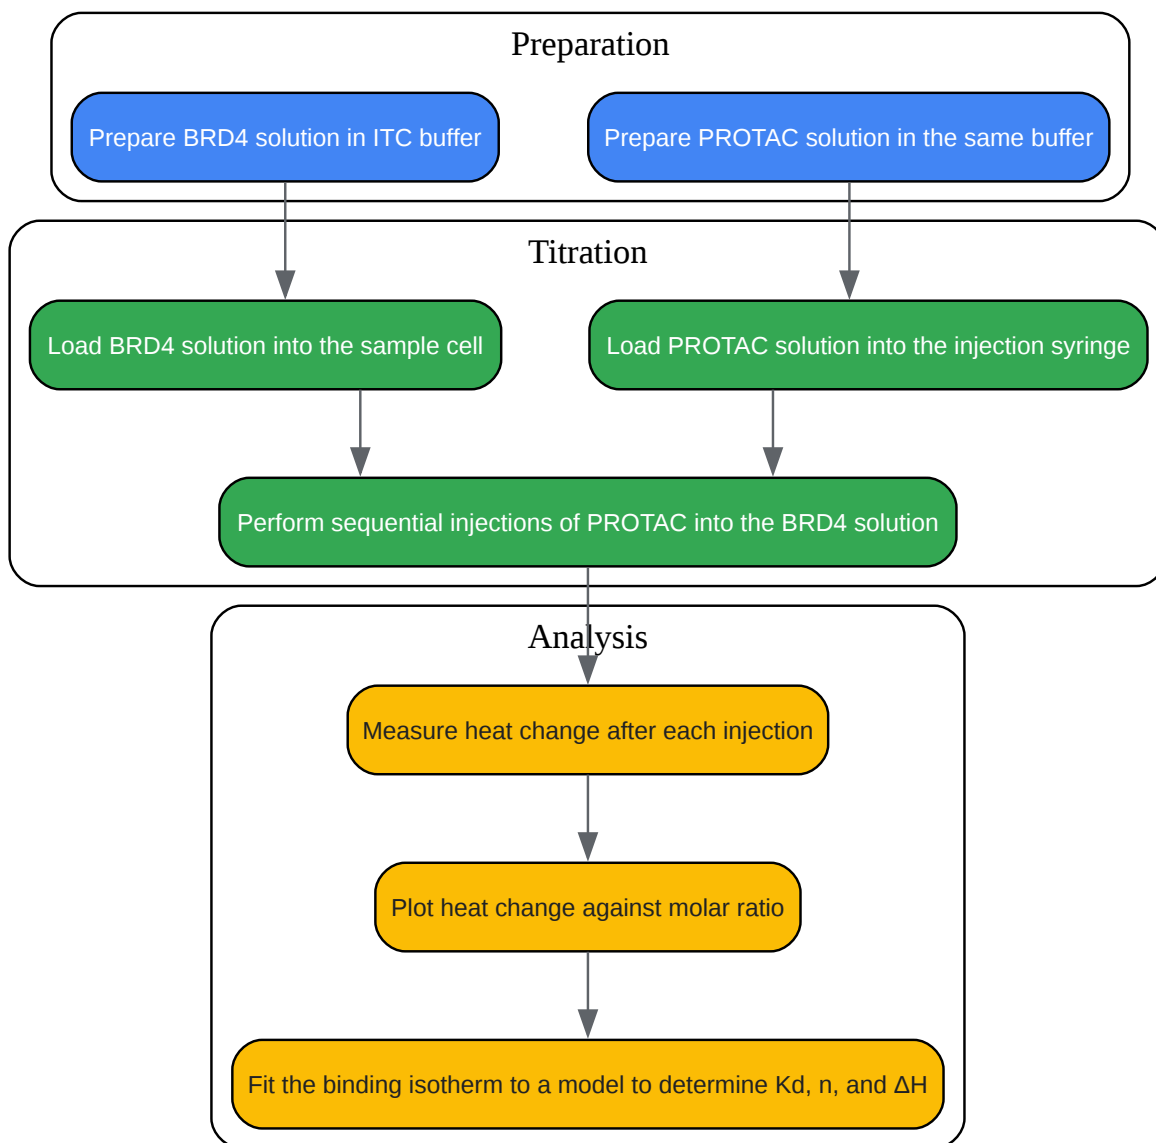 Preparation
Prepare BRD4 solution in ITC buffer
Prepare PROTAC solution in the same buffer
Titration
Load BRD4 solution into the sample cell
Load PROTAC solution into the injection syringe
Perform sequential injections of PROTAC into the BRD4 solution
Analysis
Measure heat change after each injection
Plot heat change against molar ratio
Fit the binding isotherm to a model to determine Kd, n, and ΔH